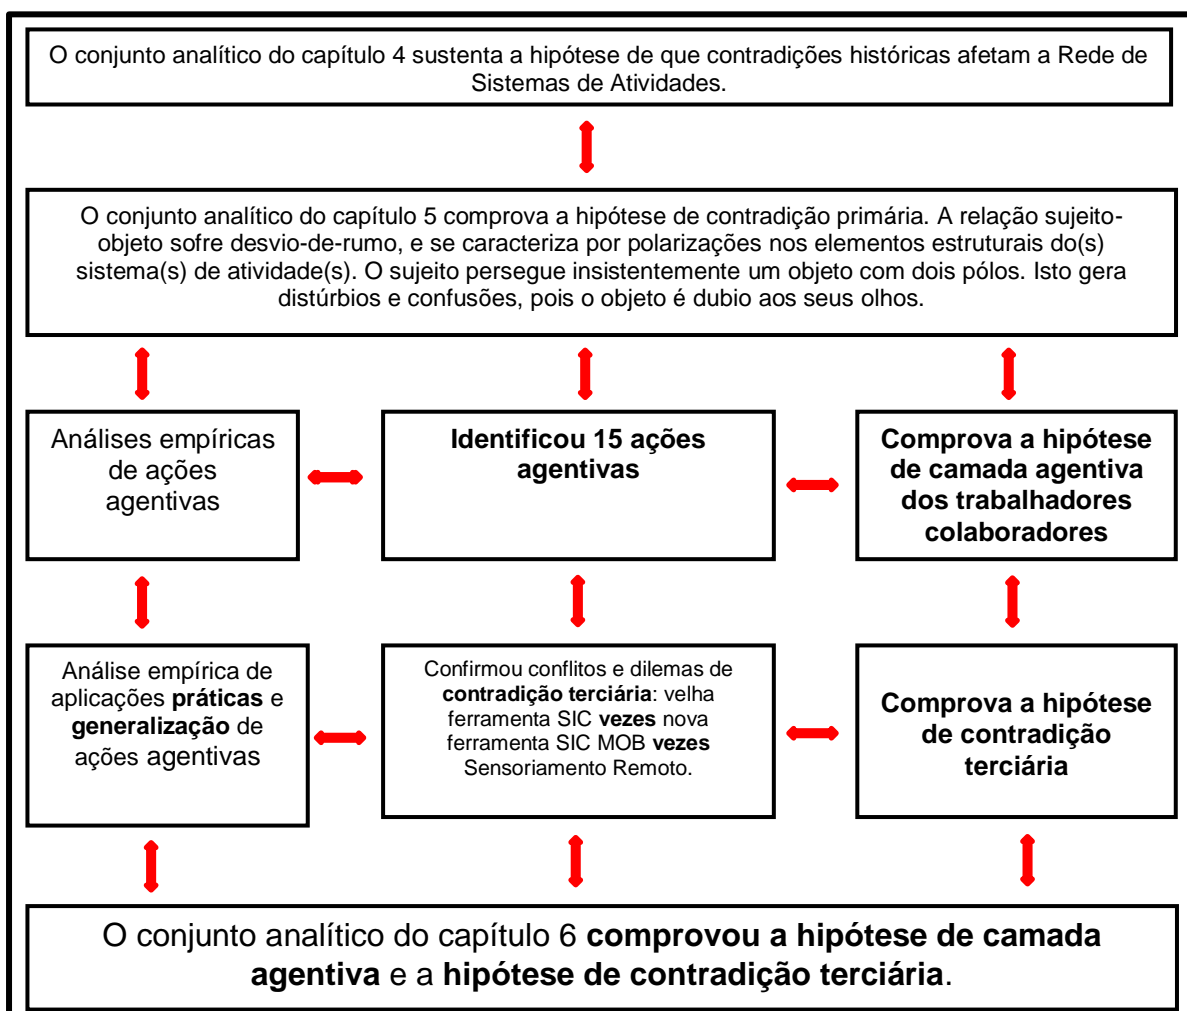 O conjunto analítico do capítulo 4 sustenta a hipótese de que contradições históricas afetam a Rede de
Sistemas de Atividades.
O conjunto analítico do capítulo 5 comprova a hipótese de contradição primária. A relação sujeito-
objeto sofre desvio-de-rumo, e se caracteriza por polarizações nos elementos estruturais do(s)
sistema(s) de atividade(s). O sujeito persegue insistentemente um objeto com dois pólos. Isto gera
distúrbios e confusões, pois o objeto é dubio aos seus olhos.
Análises empíricas
de ações
agentivas
Identificou 15 ações
agentivas
Comprova a hipótese
de camada agentiva
dos trabalhadores
colaboradores
Análise empírica de
aplicações práticas e
generalização de
ações agentivas
Confirmou conflitos e dilemas de
contradição terciária: velha
ferramenta SIC vezes nova
ferramenta SIC MOB vezes
Sensoriamento Remoto.
Comprova a hipótese
de contradição
terciária
O conjunto analítico do capítulo 6 comprovou a hipótese de camada
agentiva e a hipótese de contradição terciária.